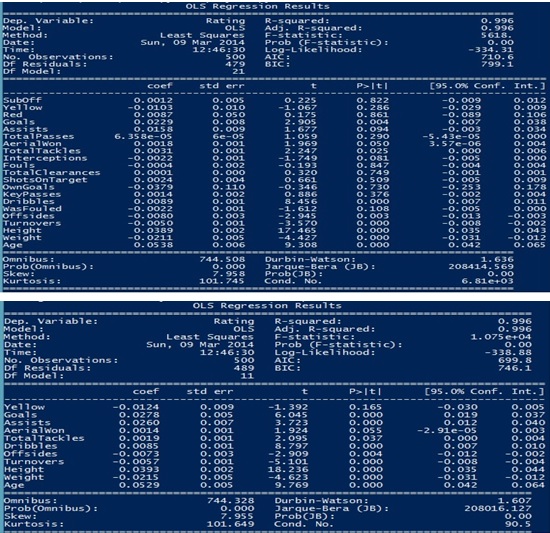 OLS Regression Results
Dep. Variable: Rating R-squared: 0.996
Model: OLS Adj. R-squared: 0.996
Method: Least Squares F-statistic: 5618.
Date: Sun, 09 Mar 2014 Prob (F-statistic): 0.00
Time: 12:46:30 Log-Likelihood: -334.31
No. Observations: 500 AIC: 710.6
Df Residuals: 479 BIC: 799.1
Df Model: 21
coef std err t P>|t| [95.0% Conf. Int.]
SubOff 0.0012 0.005 0.225 0.822 -0.009 0.012
Yellow -0.0103 0.010 -1.067 0.286 -0.029 0.009
Red 0.0087 0.050 0.175 0.861 -0.089 0.106
Goals 0.0229 0.008 2.905 0.004 0.007 0.038
Assists 0.0158 0.009 1.677 0.094 -0.003 0.034
TotalPasses 6.358e-05 6e-05 1.059 0.290 -5.43e-05 0.000
AerialWon 0.0018 0.001 1.969 0.050 3.57e-06 0.004
TotalTackles 0.0031 0.001 2.247 0.025 0.000 0.006
Interceptions -0.0022 0.001 -1.749 0.081 -0.005 0.000
Fouls -0.0004 0.002 -0.193 0.847 -0.004 0.004
TotalClearances 0.0001 0.000 0.320 0.749 -0.001 0.001
ShotsOnTarget 0.0024 0.004 0.661 0.509 -0.005 0.009
OwnGoals -0.0379 0.110 -0.346 0.730 -0.253 0.178
KeyPasses 0.0014 0.002 0.886 0.376 -0.002 0.004
Dribbles 0.0089 0.001 8.456 0.000 0.007 0.011
WasFouled -0.0022 0.001 -1.612 0.108 -0.005 0.000
Offsides -0.0080 0.003 -2.945 0.003 -0.013 -0.003
Turnovers -0.0050 0.001 -3.570 0.000 -0.008 -0.002
Height 0.0389 0.002 17.465 0.000 0.035 0.043
Weight -0.0211 0.005 -4.427 0.000 -0.031 -0.012
Age 0.0538 0.006 9.308 0.000 0.042 0.065
Omnibus: 744.508 Durbin-Watson: 1.636
Prob(Omnibus): 0.000 Jarque-Bera (JB): 208414.569
Skew: 7.958 Prob(JB): 0.00
Kurtosis: 101.745 Cond. No. 6.81e+03
OLS Regression Results
Dep. Variable: Rating R-squared: 0.996
Model: OLS Adj. R-squared: 0.996
Method: Least Squares F-statistic: 1.075e+04
Date: Sun, 09 Mar 2014 Prob (F-statistic): 0.00
Time: 12:46:30 Log-Likelihood: -338.88
No. Observations: 500 AIC: 699.8
Df Residuals: 489 BIC: 746.1
Df Model: 11
coef std err t P>|t| [95.0% Conf. Int.]
Yellow -0.0124 0.009 -1.392 0.165 -0.030 0.005
Goals 0.0278 0.005 6.045 0.000 0.019 0.037
Assists 0.0260 0.007 3.723 0.000 0.012 0.040
AerialWon 0.0014 0.001 1.924 0.055 -2.91e-05 0.003
TotalTackles 0.0019 0.001 2.095 0.037 0.000 0.004
Dribbles 0.0085 0.001 8.797 0.000 0.007 0.010
Offsides -0.0073 0.003 -2.909 0.004 -0.012 -0.002
Turnovers -0.0057 0.001 -5.101 0.000 -0.008 -0.004
Height 0.0393 0.002 18.236 0.000 0.035 0.044
Weight -0.0215 0.005 -4.623 0.000 -0.031 -0.012
Age 0.0529 0.005 9.769 0.000 0.042 0.064
Omnibus: 744.328 Durbin-Watson: 1.607
Prob(Omnibus): 0.000 Jarque-Bera (JB): 208016.127
Skew: 7.955 Prob(JB): 0.00
Kurtosis: 101.649 Cond. No. 90.5